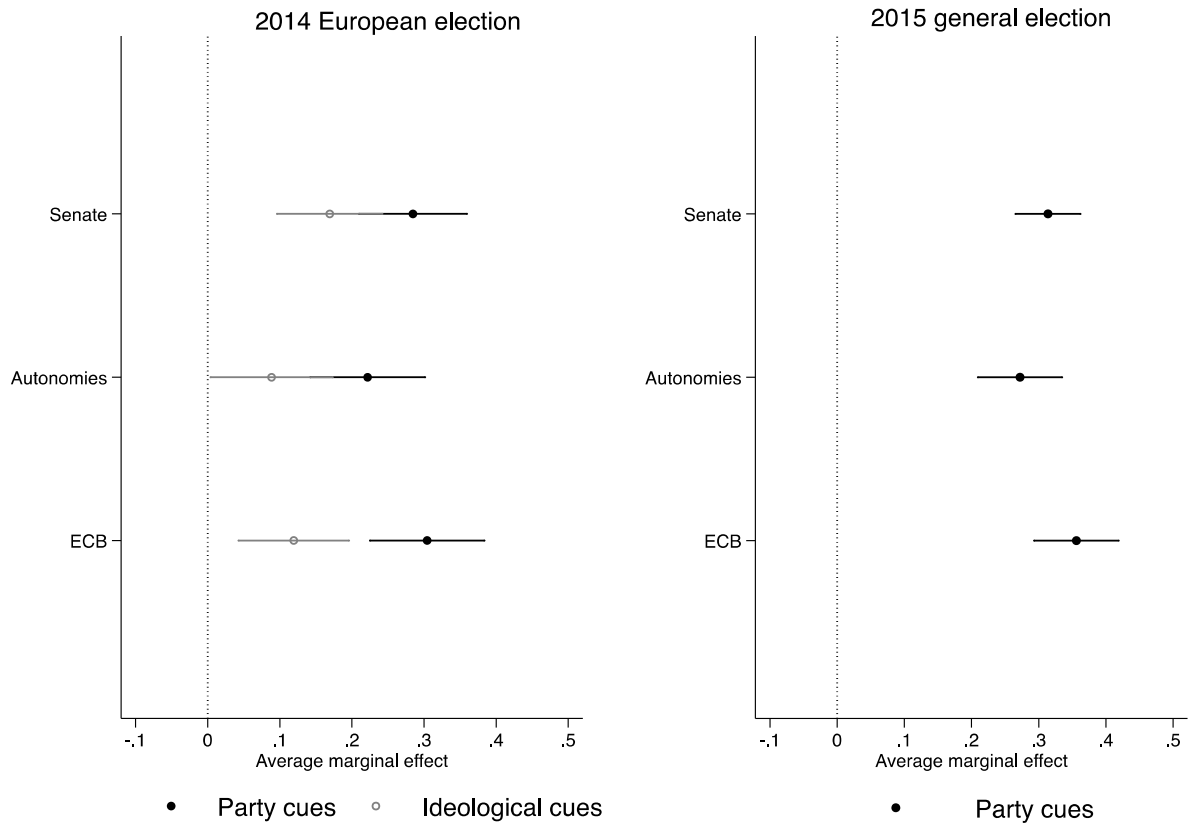 2014 European election
Senate
Autonomies
ECB
-.1 0 .1 .2 .3 .4 .5
Average marginal effect
Party cues Ideological cues
2015 general election
Senate
Autonomies
ECB
-.1 0 .1 .2 .3 .4 .5
Average marginal effect
Party cues